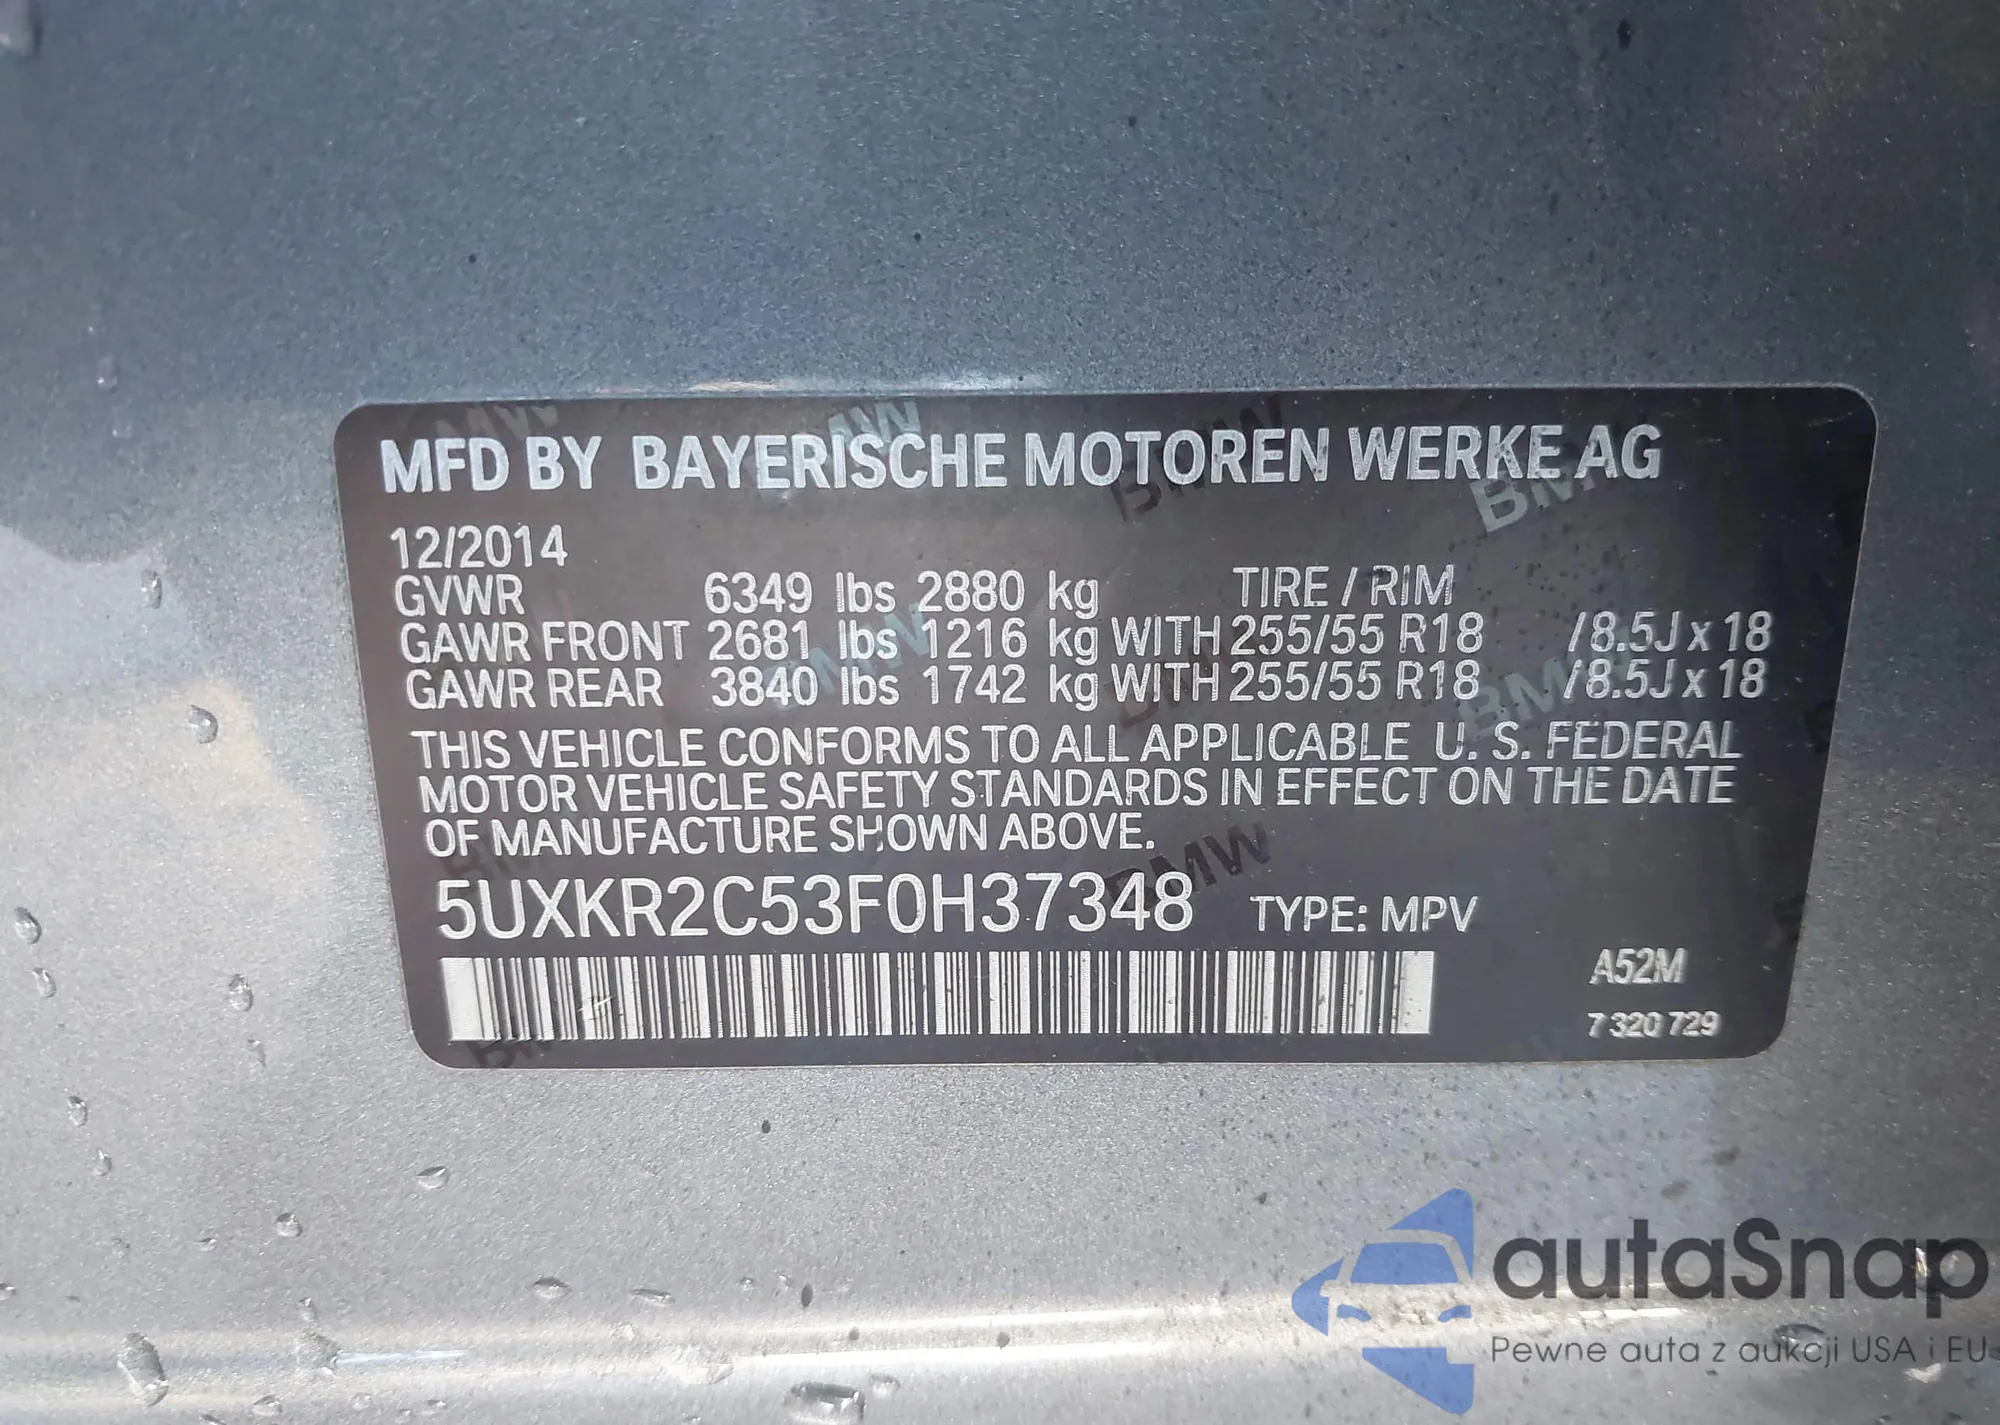 MFD BY BAYERISCHE MOTOREN WERKE AG
12/2014
GVWR 6349 lbs 2880 kg TIRE / RIM
GAWR FRONT 2681 lbs 1216 kg WITH 255/55 R18 /8.5J x 18
GAWR REAR 3840 lbs 1742 kg WITH 255/55 R18 /8.5J x 18
THIS VEHICLE CONFORMS TO ALL APPLICABLE U. S. FEDERAL
MOTOR VEHICLE SAFETY STANDARDS IN EFFECT ON THE DATE
OF MANUFACTURE SHOWN ABOVE.
5UXKR2C53F0H37348 TYPE: MPV
A52M
7 320 729
autoSnap
Pewne auta z aukcji USA i EU